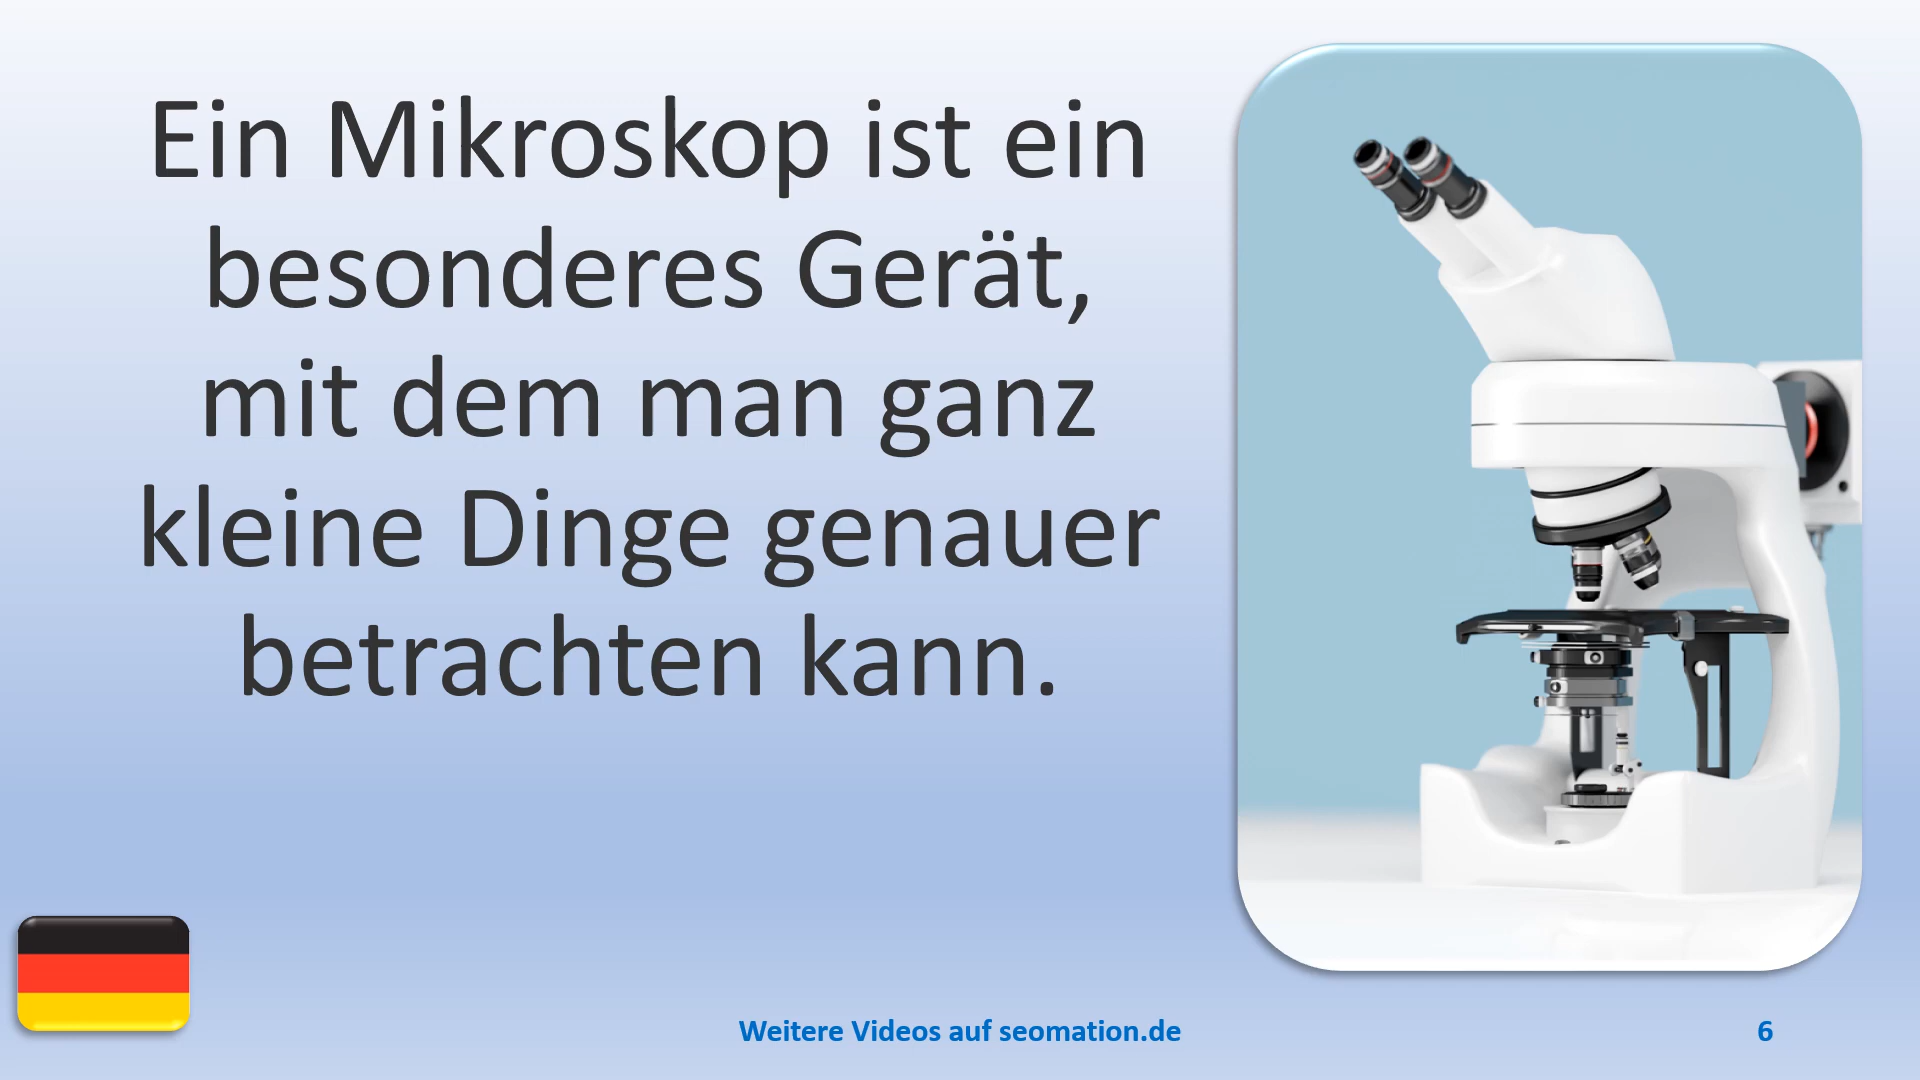 Ein Mikroskop ist ein
besonderes Gerät,
mit dem man ganz
kleine Dinge genauer
betrachten kann.
Weitere Videos auf seomation.de
6